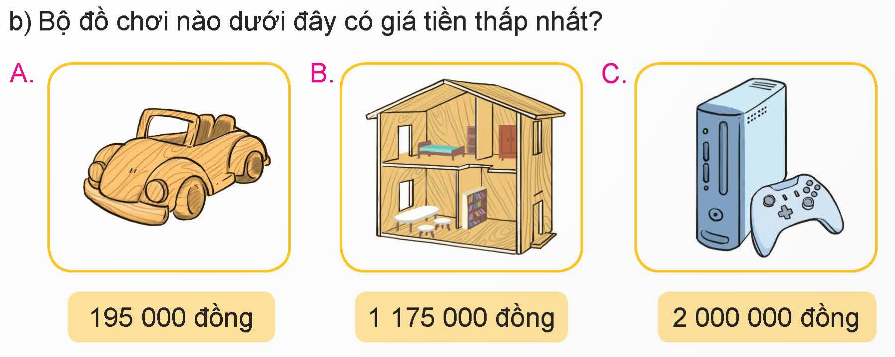 b) Bộ đồ chơi nào dưới đây có giá tiền thấp nhất?
A. B. C.
195 000 đồng 1 175 000 đồng 2 000 000 đồng